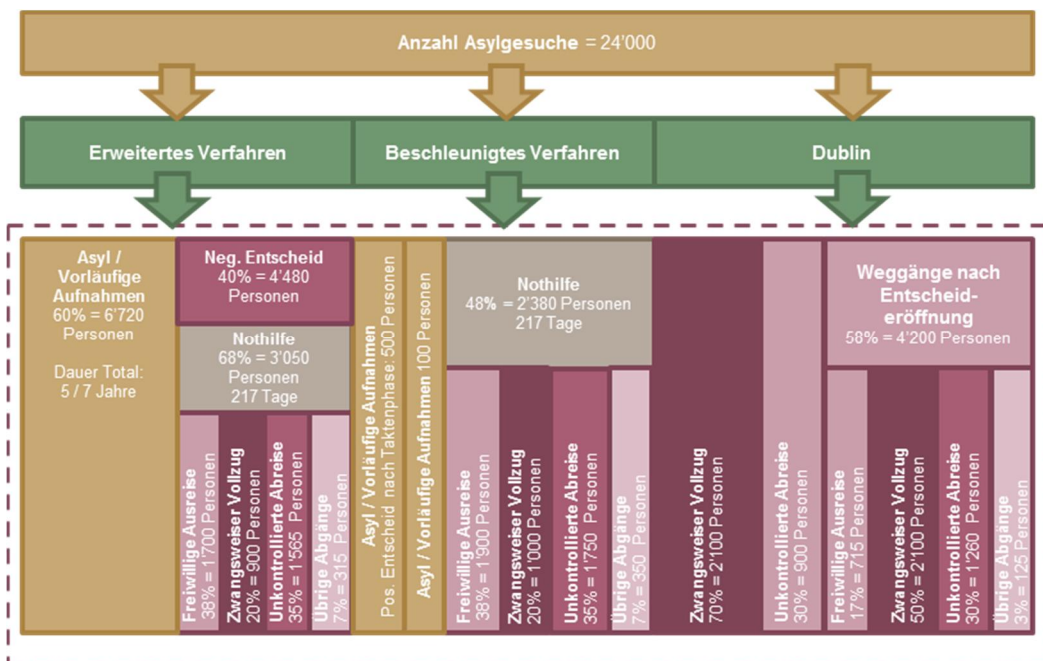 Anzahl Asylgesuche = 24'000
Erweitertes Verfahren
Beschleunigtes Verfahren
Dublin
Asyl /
Vorläufige
Aufnahmen
60% = 6'720
Personen
Dauer Total:
5 / 7 Jahre
Neg. Entscheid
40% = 4'480
Personen
Nothilfe
68% = 3'050
Personen
217 Tage
Freiwillige Ausreise
38% = 1'700 Personen
Zwangsweiser Vollzug
20% = 900 Personen
Unkontrollierte Abreise
35% = 1'565 Personen
Übrige Abgänge
7% = 315 Personen
Asyl / Vorläufige Aufnahmen
Pos. Entscheid nach Taktenphase: 500 Personen
Asyl / Vorläufige Aufnahmen 100 Personen
Nothilfe
48% = 2'380 Personen
217 Tage
Freiwillige Ausreise
38% = 1'900 Personen
Zwangsweiser Vollzug
20% = 1'000 Personen
Unkontrollierte Abreise
35% = 1'750 Personen
Übrige Abgänge
7% = 350 Personen
Zwangsweiser Vollzug
70% = 2'100 Personen
Unkontrollierte Abreise
30% = 900 Personen
Weggänge nach
Entscheid-
eröffnung
58% = 4'200 Personen
Freiwillige Ausreise
17% = 715 Personen
Zwangsweiser Vollzug
50% = 2'100 Personen
Unkontrollierte Abreise
30% = 1'260 Personen
Übrige Abgänge
3% = 125 Personen